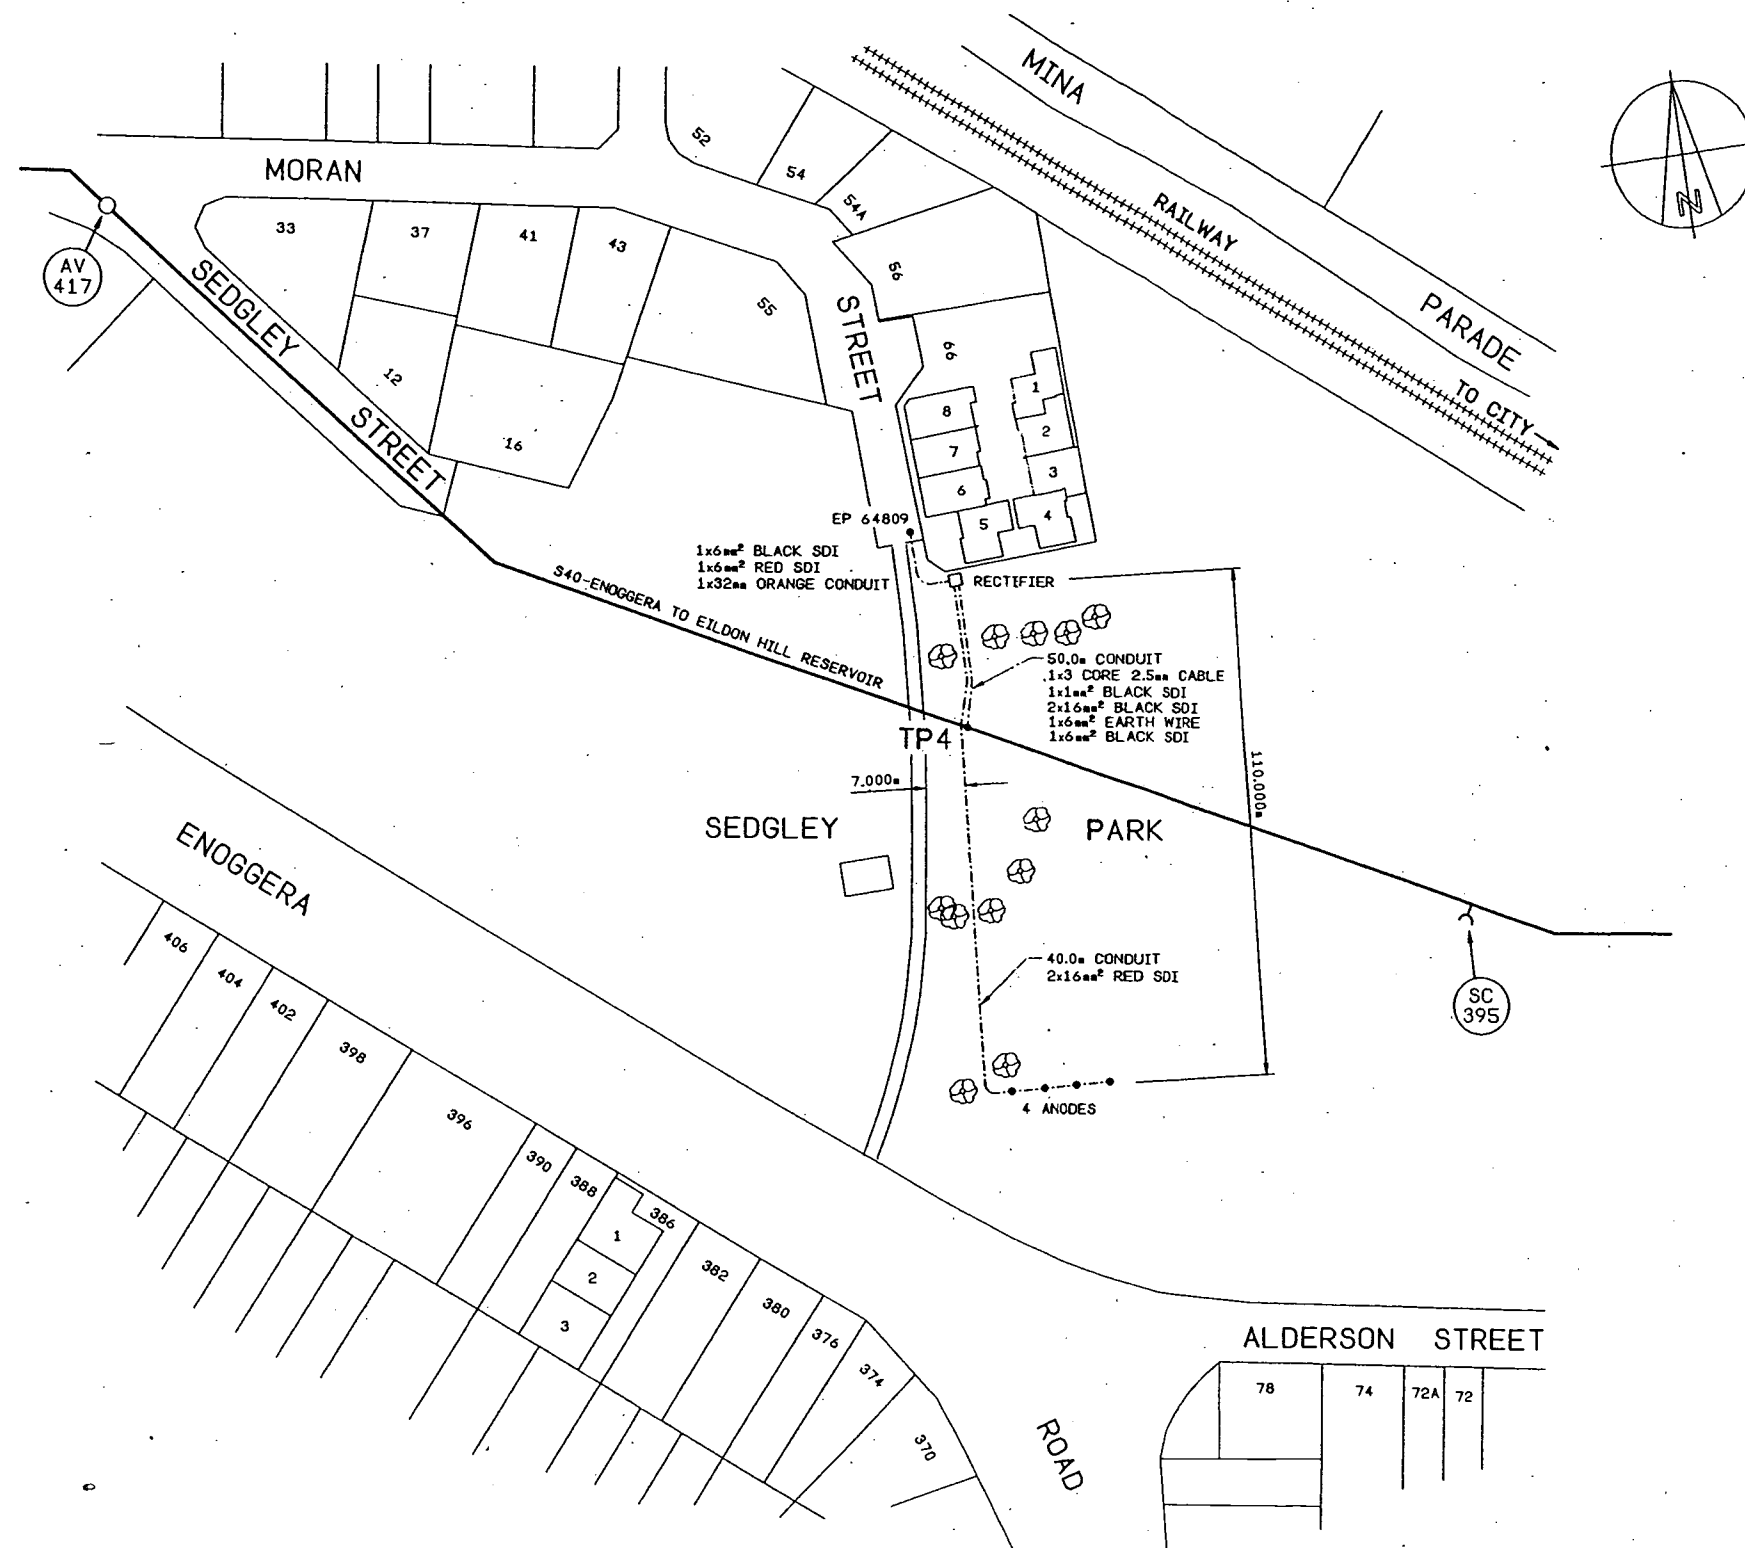 MINA
RAILWAY
PARADE
TO CITY
N
MORAN
STREET
52
54
54A
56
66
33
37
41
43
55
12
16
AV
417
SEDGLEY
STREET
1
2
3
4
5
6
7
8
EP 64809
1x6mm² BLACK SDI
1x6mm² RED SDI
1x32mm ORANGE CONDUIT
RECTIFIER
S40-ENOGGERA TO EILDON HILL RESERVOIR
50.0m CONDUIT
1x3 CORE 2.5mm CABLE
1x1mm² BLACK SDI
2x16mm² BLACK SDI
1x6mm² EARTH WIRE
1x6mm² BLACK SDI
TP4
7.000m
110.000m
SEDGLEY PARK
40.0m CONDUIT
2x16mm² RED SDI
SC
395
4 ANODES
ENOGGERA
ROAD
406
404
402
398
396
390
388
386
1
2
3
382
380
376
374
370
ALDERSON STREET
78
74
72A
72